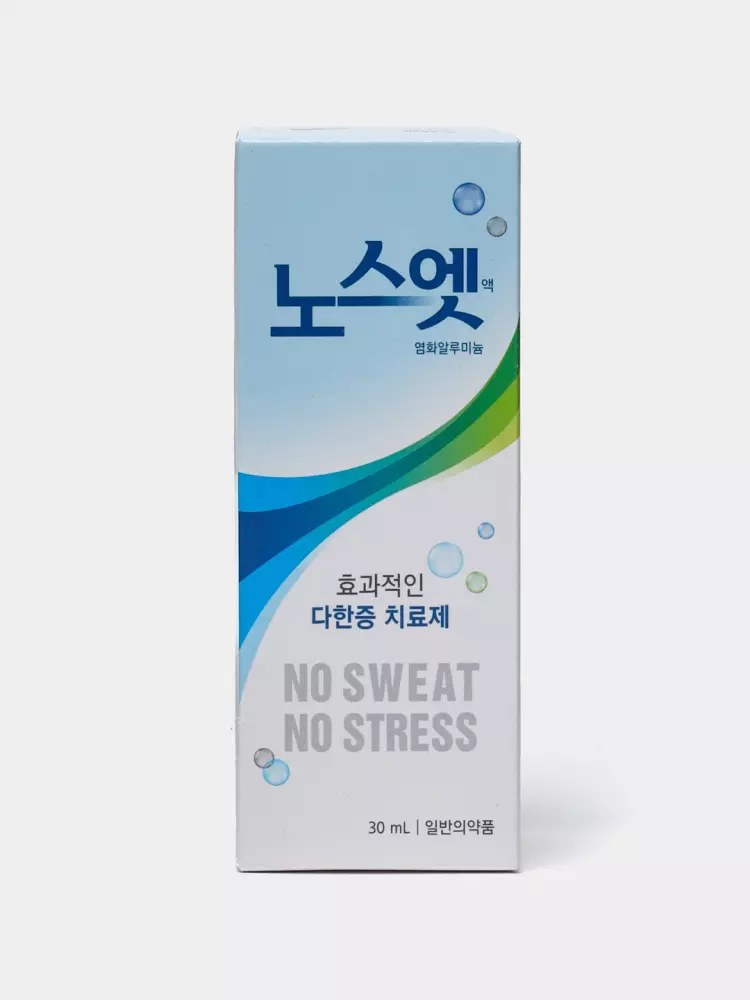 노스엣액
염화알루미늄
효과적인
다한증 치료제
NO SWEAT
NO STRESS
30 mL | 일반의약품